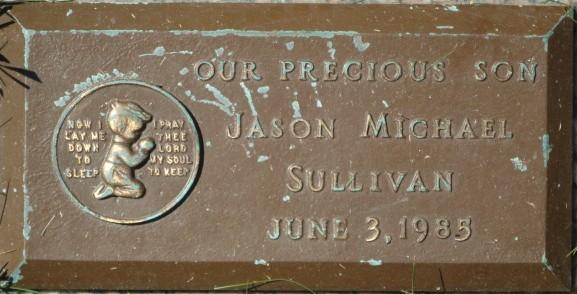 OUR PRECIOUS SON
JASON MICHAEL
SULLIVAN
JUNE 3, 1985
NOW I
LAY ME
DOWN
TO
SLEEP
I PRAY
THEE
LORD
MY SOUL
TO KEEP